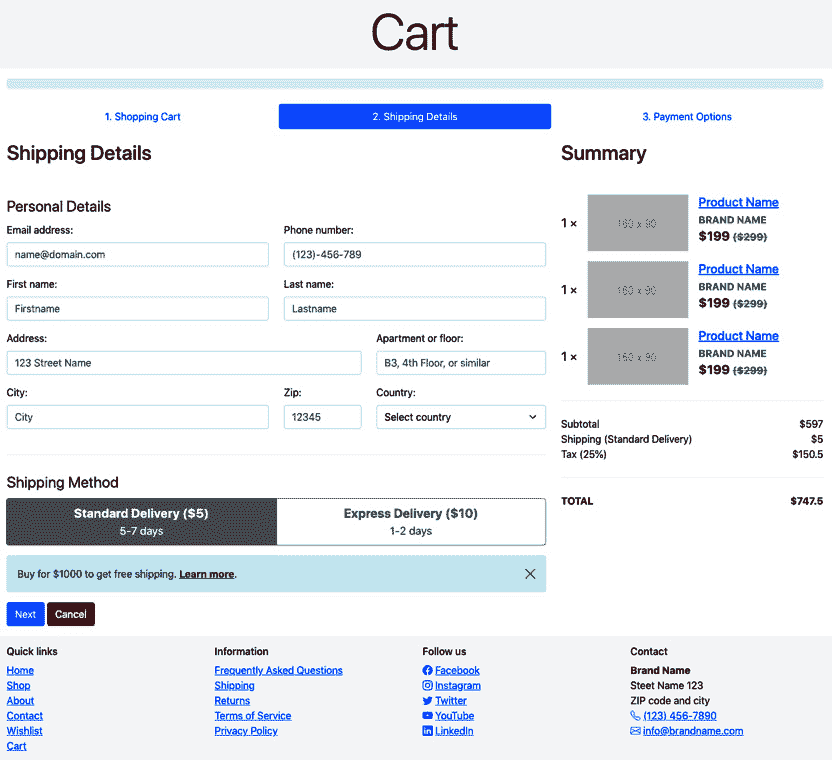 Cart
1. Shopping Cart
2. Shipping Details
3. Payment Options
Shipping Details
Personal Details
Email address:
Phone number:
name@domain.com
(123)-456-789
First name:
Last name:
Firstname
Lastname
Address:
Apartment or floor:
123 Street Name
B3, 4th Floor, or similar
City:
Zip:
Country:
City
12345
Select country
Shipping Method
Standard Delivery ($5)
5-7 days
Express Delivery ($10)
1-2 days
Buy for $1000 to get free shipping. Learn more.
Next
Cancel
Summary
1 ×
160 x 90
Product Name
BRAND NAME
$199 ($299)
1 ×
160 x 90
Product Name
BRAND NAME
$199 ($299)
1 ×
160 x 90
Product Name
BRAND NAME
$199 ($299)
Subtotal $597
Shipping (Standard Delivery) $5
Tax (25%) $150.5
TOTAL $747.5
Quick links
Home
Shop
About
Contact
Wishlist
Cart
Information
Frequently Asked Questions
Shipping
Returns
Terms of Service
Privacy Policy
Follow us
Facebook
Instagram
Twitter
YouTube
LinkedIn
Contact
Brand Name
Steet Name 123
ZIP code and city
(123) 456-7890
info@brandname.com